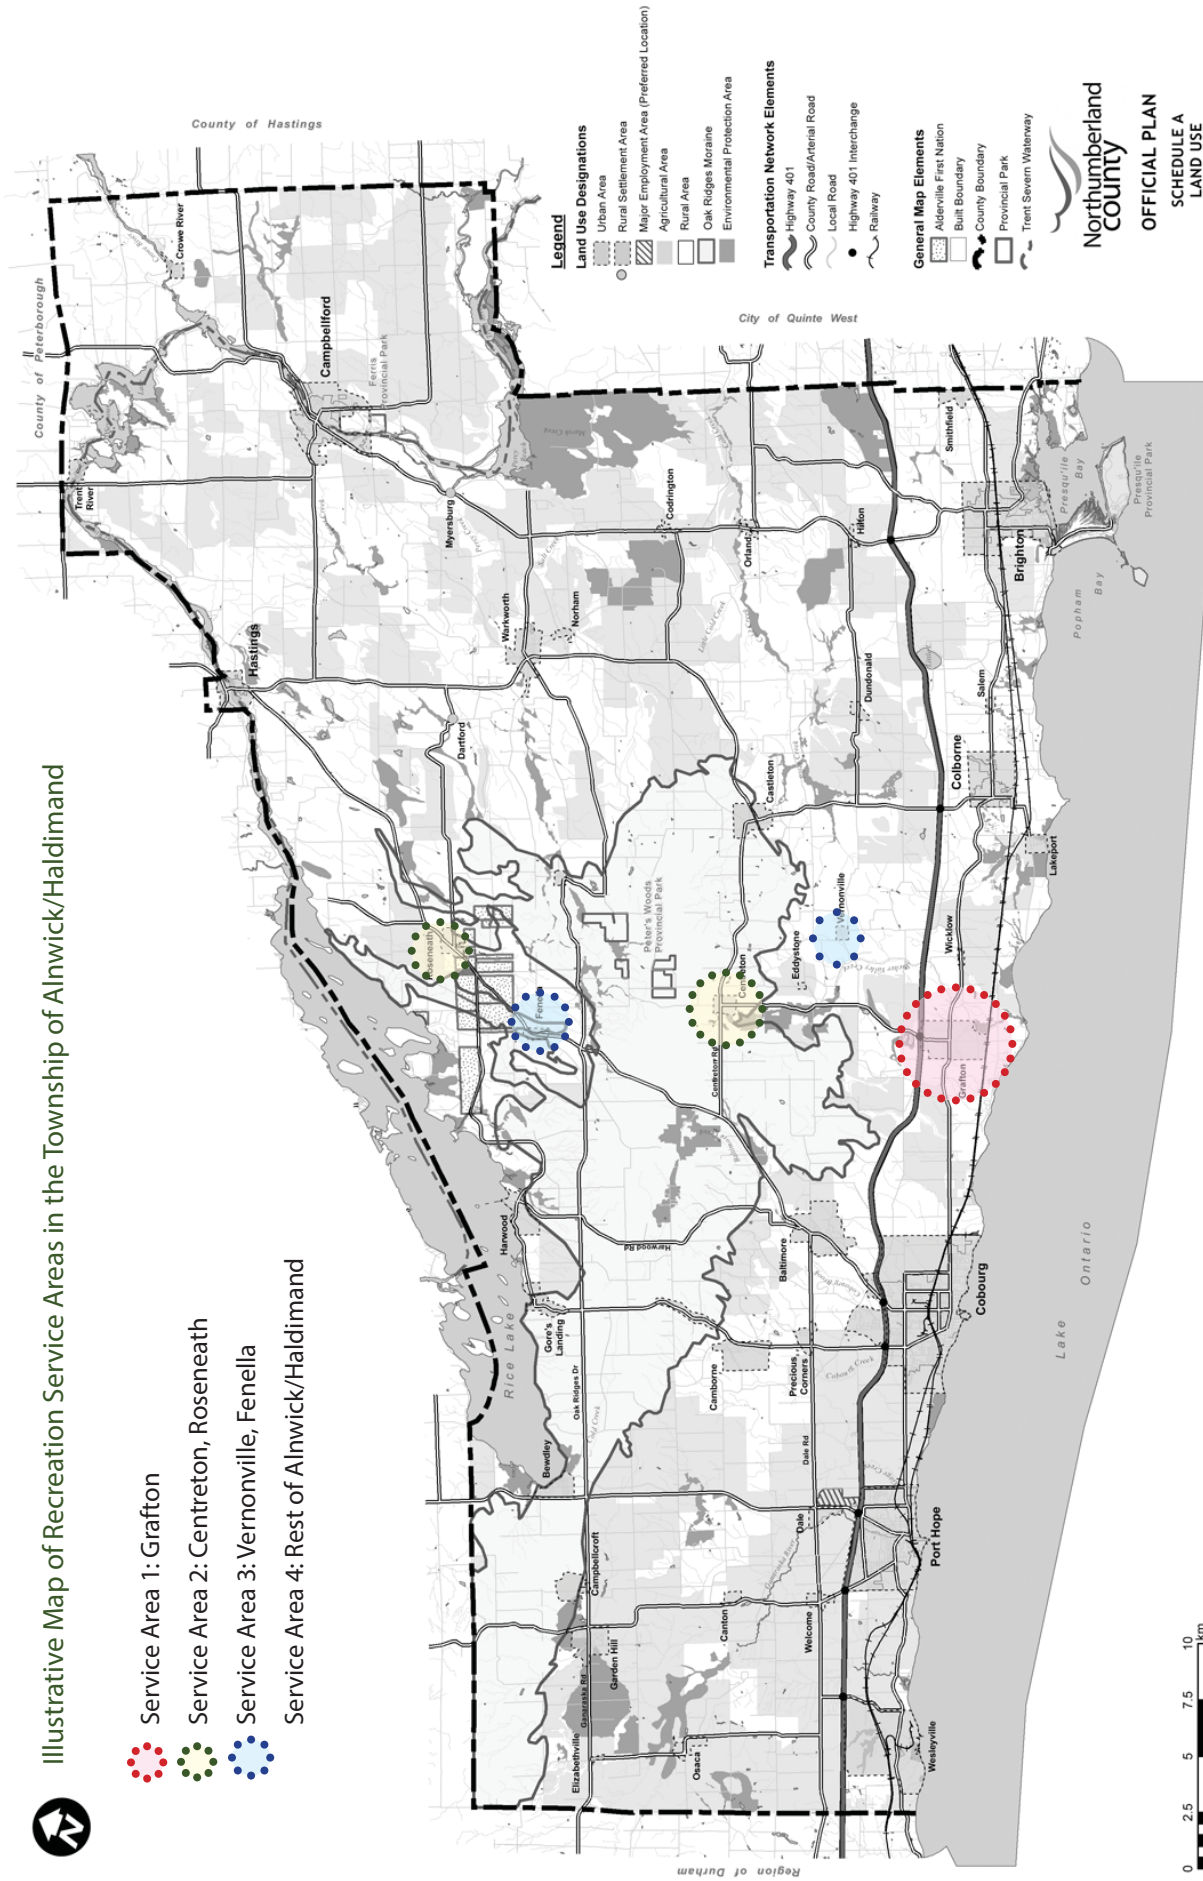 Illustrative Map of Recreation Service Areas in the Township of Alnwick/Haldimand
Service Area 1: Grafton
Service Area 2: Centreton, Roseneath
Service Area 3: Vernonville, Fenella
Service Area 4: Rest of Alnwick/Haldimand
N
County of Peterborough
County of Hastings
City of Quinte West
Region of Durham
Crowe River
Trent
River
Campbellford
Ferris
Provincial Park
Hastings
Myersburg
Codrington
Orland
Hilton
Smithfield
Brighton
Presqu'ile
Bay
Presqu'ile
Provincial Park
Popham
Bay
Warkworth
Norham
Dartford
Dundonald
Salem
Colborne
Castleton
Lakeport
Roseneath
Fenella
Peter's Woods
Provincial Park
Centreton
Centreton Rd
Eddystone
Vernonville
Shelter Valley Creek
Wicklow
Grafton
Rice Lake
Harwood
Harwood Rd
Gore's
Landing
Oak Ridges Dr
Cold Creek
Bewdley
Baltimore
Camborne
Precious
Corners
Cobourg
Dale Rd
Dale
Campbellcroft
Garden Hill
Ganaraska Rd
Elizabethville
Osaca
Canton
Welcome
Port Hope
Wesleyville
Lake
Ontario
Legend
Land Use Designations
Urban Area
Rural Settlement Area
Major Employment Area (Preferred Location)
Agricultural Area
Rural Area
Oak Ridges Moraine
Environmental Protection Area
Transportation Network Elements
Highway 401
County Road/Arterial Road
Local Road
Highway 401 Interchange
Railway
General Map Elements
Alderville First Nation
Built Boundary
County Boundary
Provincial Park
Trent Severn Waterway
Northumberland
County
OFFICIAL PLAN
SCHEDULE A
LAND USE
0 2.5 5 7.5 10
km